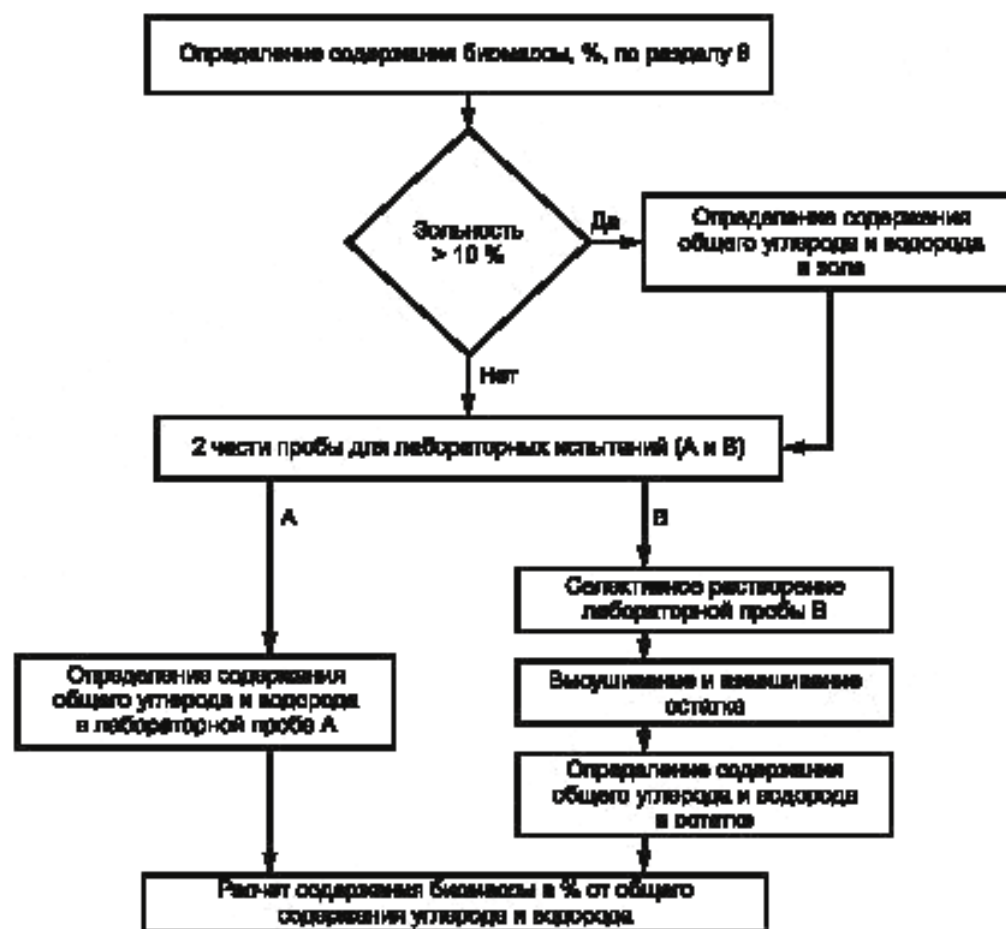 Определение содержания биомассы, %, по разделу
Зольность
> 10 %
Да
Определение содержания
общего углерода и водорода
в золе
Нет
2 части пробы для лабораторных испытаний (А и В)
А
В
Селективное растворение
лабораторной пробы В
Высушивание и взвешивание
остатка
Определение содержания
общего углерода и водорода
в лабораторной пробе А
Определение содержания
общего углерода и водорода
в остатке
Расчет содержания биомассы в % от общего
содержания углерода и водорода